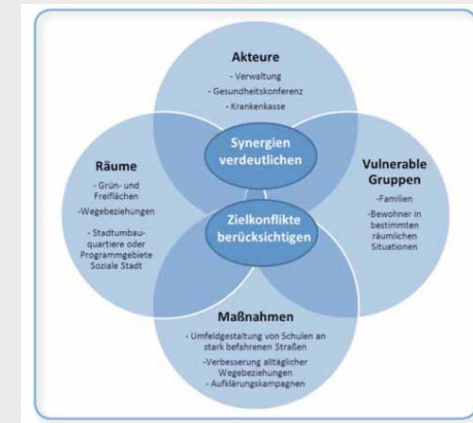 Akteure
- Verwaltung
- Gesundheitskonferenz
- Krankenkasse
Synergien
verdeutlichen
Räume
- Grün- und
Freiflächen
-Wegebeziehungen
- Stadtumbau-
quartiere oder
Programmgebiete
Soziale Stadt
Vulnerable
Gruppen
-Familien
-Bewohner in
bestimmten
räumlichen
Situationen
Zielkonflikte
berücksichtigen
Maßnahmen
- Umfeldgestaltung von Schulen an
stark befahrenen Straßen
-Verbesserung alltäglicher
Wegebeziehungen
- Aufklärungskampagnen